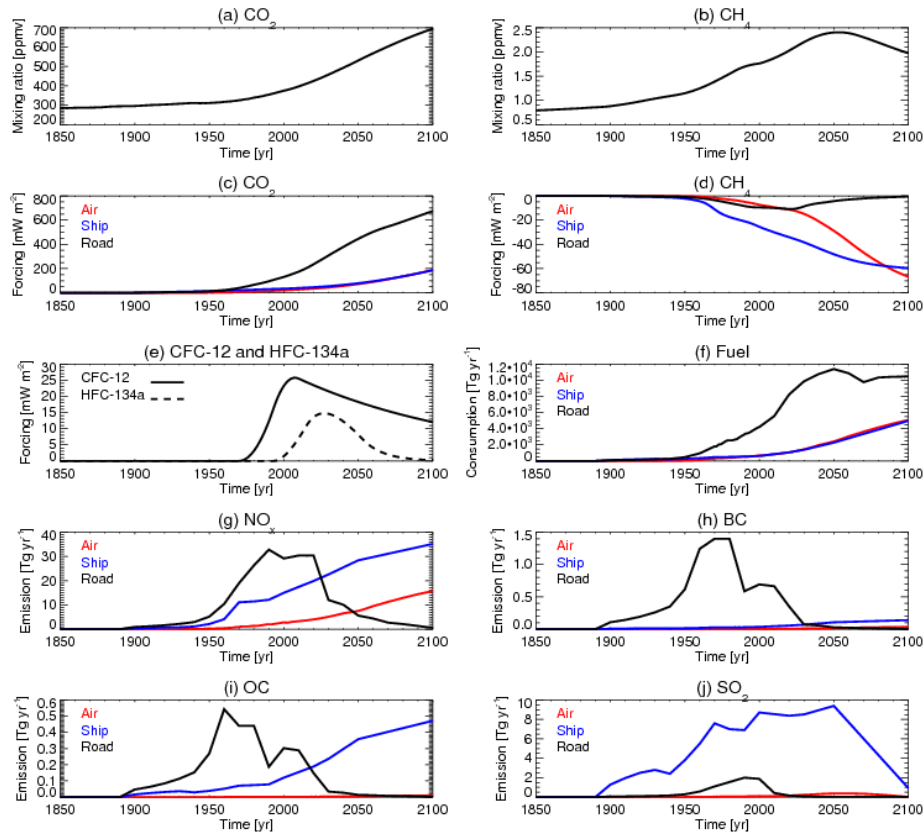 (a) CO₂
Mixing ratio [ppmv]
700
600
500
400
300
200
1850 1900 1950 2000 2050 2100
Time [yr]
(b) CH₄
Mixing ratio [ppmv]
2.5
2.0
1.5
1.0
0.5
1850 1900 1950 2000 2050 2100
Time [yr]
(c) CO₂
Forcing [mW m⁻²]
800
600
400
200
0
Air
Ship
Road
1850 1900 1950 2000 2050 2100
Time [yr]
(d) CH₄
Forcing [mW m⁻²]
0
-20
-40
-60
-80
Air
Ship
Road
1850 1900 1950 2000 2050 2100
Time [yr]
(e) CFC-12 and HFC-134a
Forcing [mW m⁻²]
30
25
20
15
10
5
0
CFC-12
HFC-134a
1850 1900 1950 2000 2050 2100
Time [yr]
(f) Fuel
Consumption [Tg yr⁻¹]
1.2•10⁴
1.0•10⁴
8.0•10³
6.0•10³
4.0•10³
2.0•10³
0
Air
Ship
Road
1850 1900 1950 2000 2050 2100
Time [yr]
(g) NOₓ
Emission [Tg yr⁻¹]
40
30
20
10
0
Air
Ship
Road
1850 1900 1950 2000 2050 2100
Time [yr]
(h) BC
Emission [Tg yr⁻¹]
1.5
1.0
0.5
0.0
Air
Ship
Road
1850 1900 1950 2000 2050 2100
Time [yr]
(i) OC
Emission [Tg yr⁻¹]
0.6
0.5
0.4
0.3
0.2
0.1
0.0
Air
Ship
Road
1850 1900 1950 2000 2050 2100
Time [yr]
(j) SO₂
Emission [Tg yr⁻¹]
10
8
6
4
2
0
Air
Ship
Road
1850 1900 1950 2000 2050 2100
Time [yr]